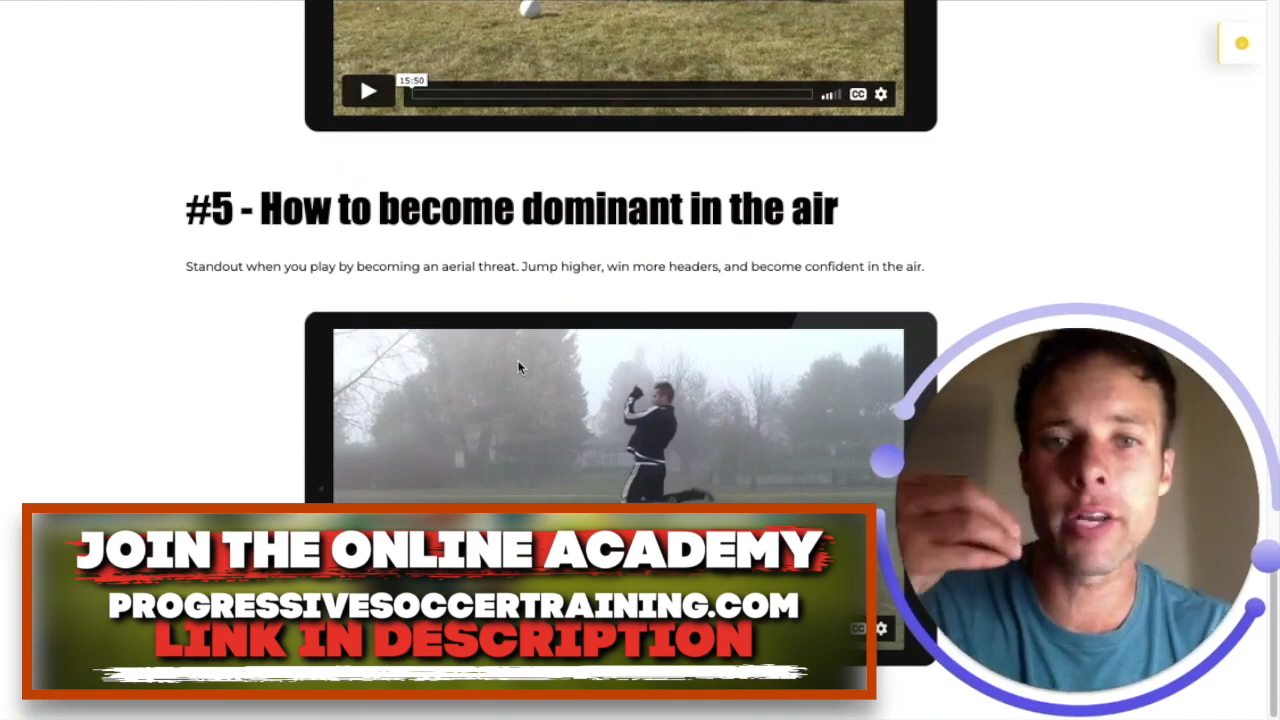 15:50
CC
#5 - How to become dominant in the air
Standout when you play by becoming an aerial threat. Jump higher, win more headers, and become confident in the air.
JOIN THE ONLINE ACADEMY
PROGRESSIVESOCCERTRAINING.COM
LINK IN DESCRIPTION
CC